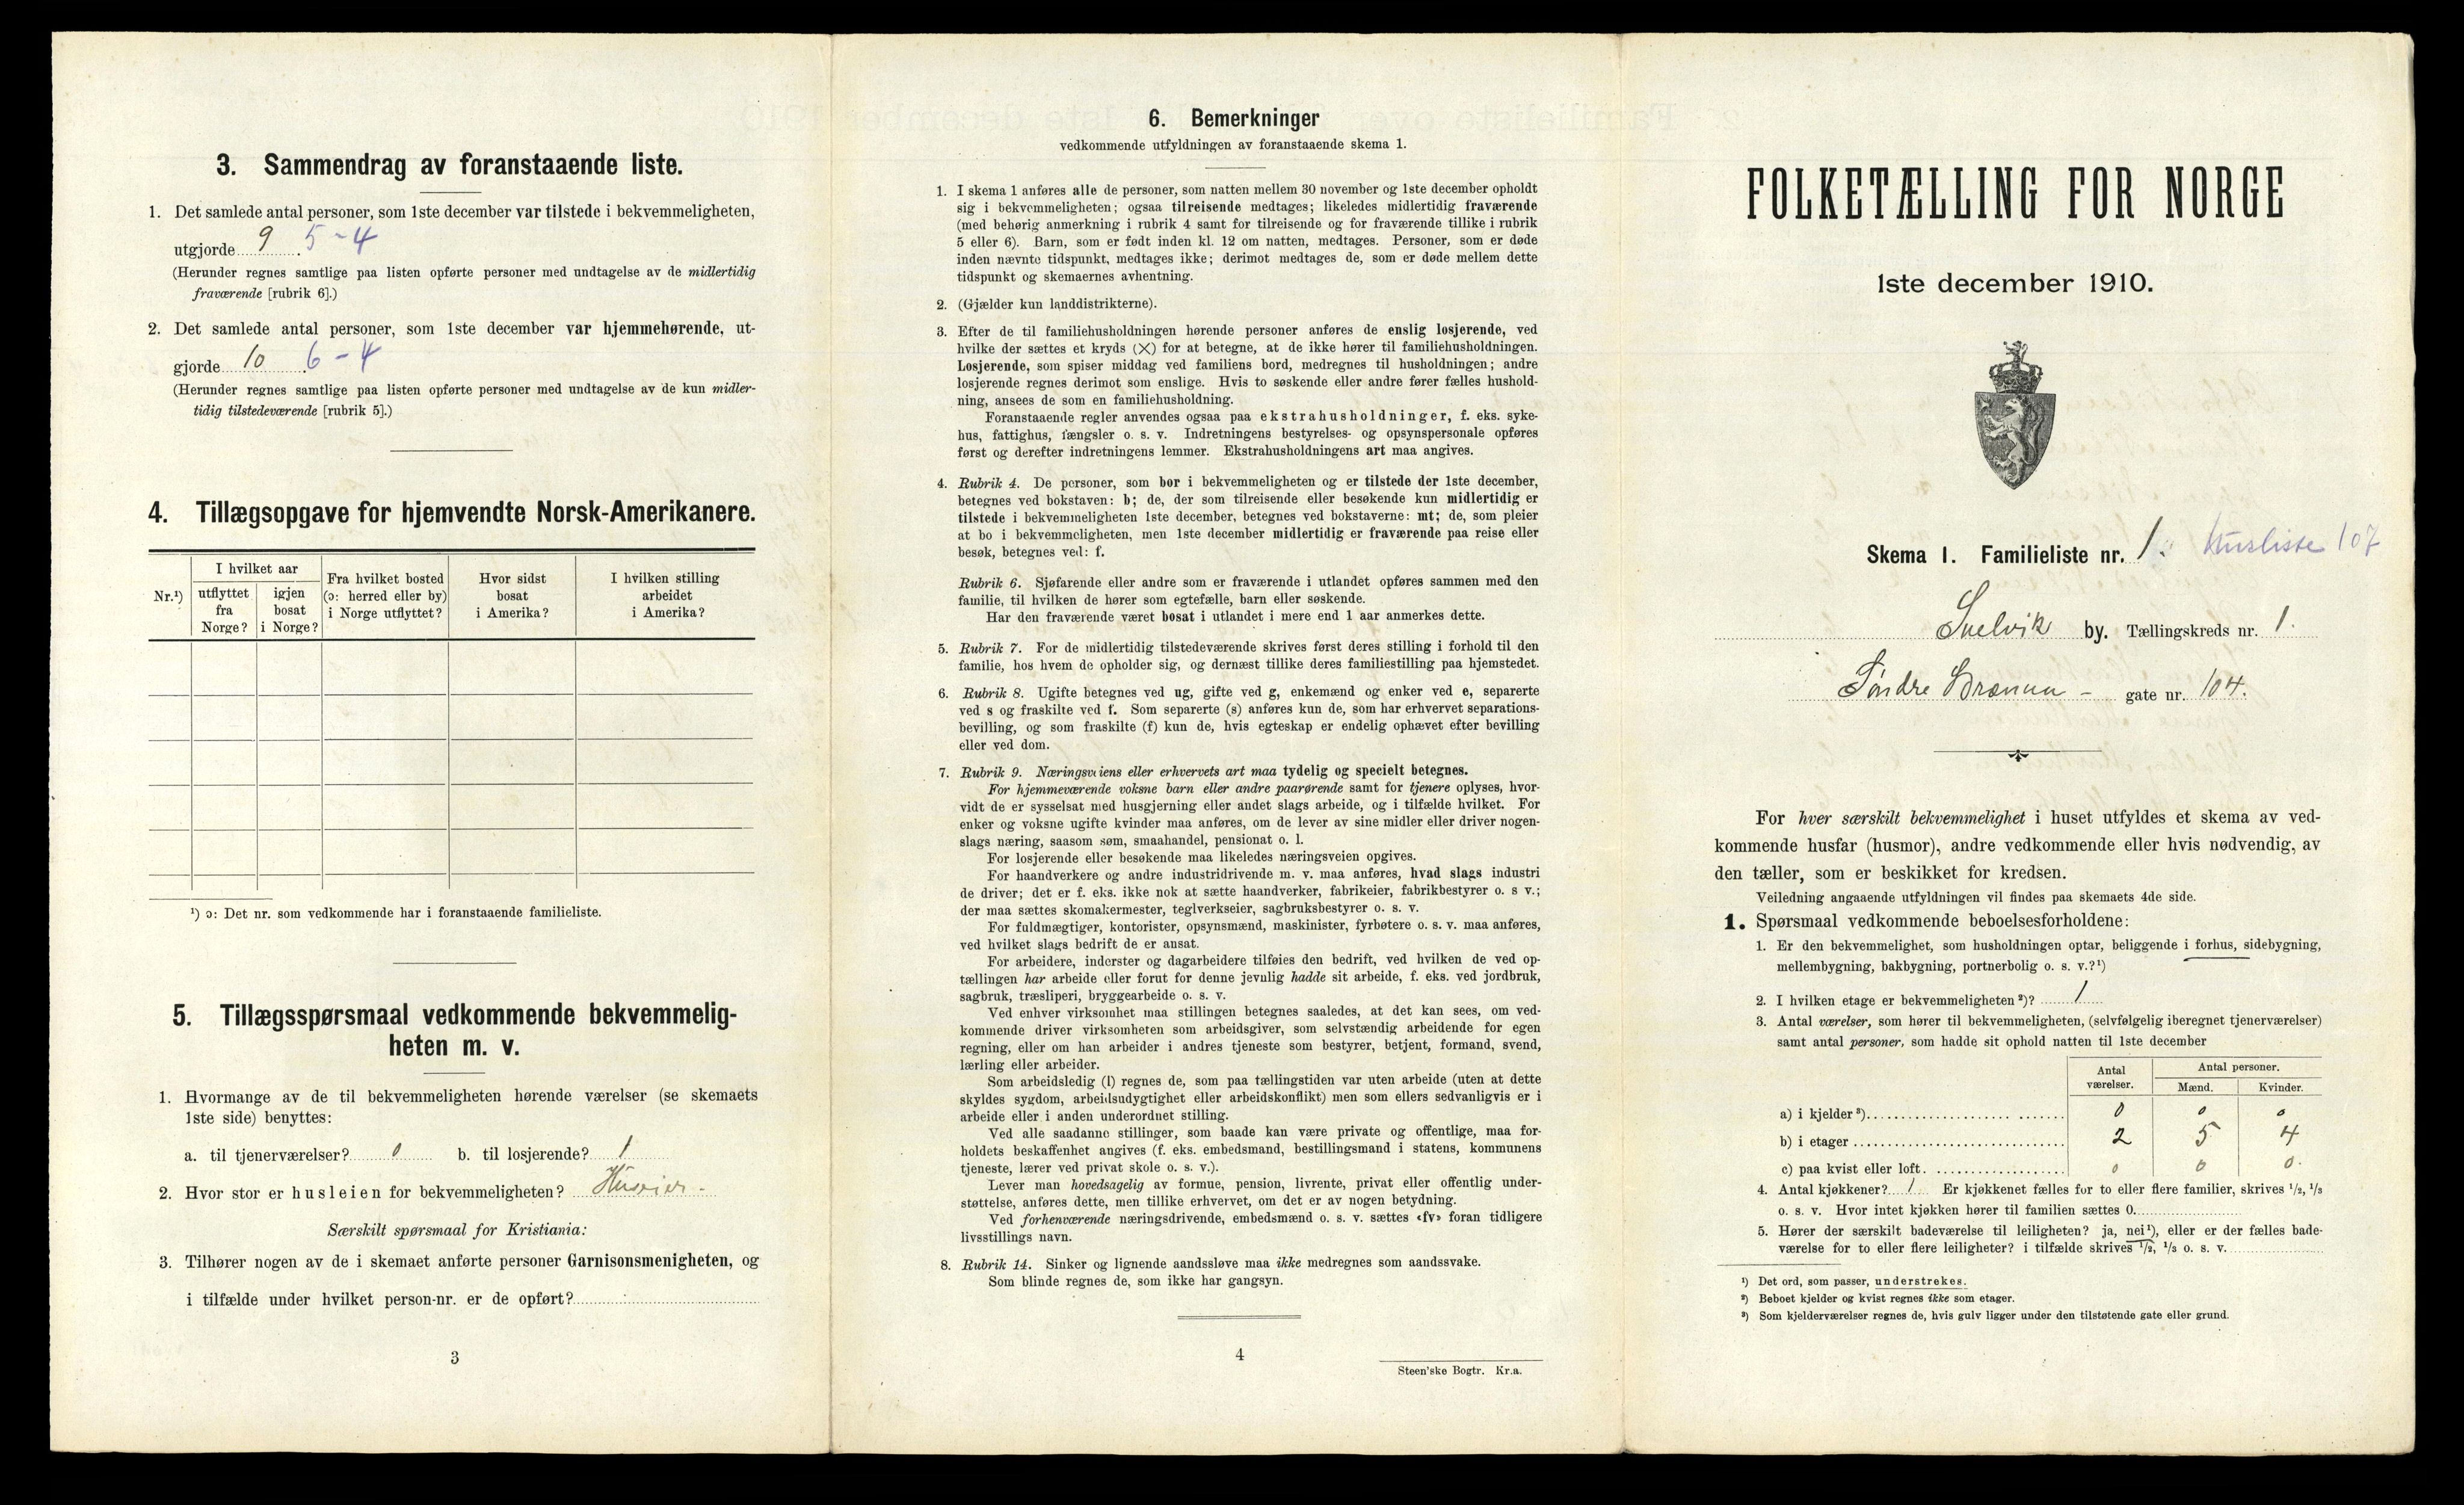 3. Sammendrag av foranstaaende liste.
1. Det samlede antal personer, som 1ste december var tilstede i bekvemmeligheten,
utgjorde 9 5-4
(Herunder regnes samtlige paa listen opførte personer med undtagelse av de midlertidig
fraværende [rubrik 6].)
2. Det samlede antal personer, som 1ste december var hjemmehørende, ut-
gjorde 10 6-4
(Herunder regnes samtlige paa listen opførte personer med undtagelse av de kun midler-
tidig tilstedeværende [rubrik 5].)
4. Tillægsopgave for hjemvendte Norsk-Amerikanere.
Nr.¹)
I hvilket aar
utflyttet fra Norge?
igjen bosat i Norge?
Fra hvilket bosted (ɔ: herred eller by) i Norge utflyttet?
Hvor sidst bosat i Amerika?
I hvilken stilling arbeidet i Amerika?
¹) ɔ: Det nr. som vedkommende har i foranstaaende familieliste.
5. Tillægsspørsmaal vedkommende bekvemmelig-
heten m. v.
1. Hvormange av de til bekvemmeligheten hørende værelser (se skemaets
1ste side) benyttes:
a. til tjenerværelser? 0 b. til losjerende? 1
2. Hvor stor er husleien for bekvemmeligheten? Huseier -
Særskilt spørsmaal for Kristiania:
3. Tilhører nogen av de i skemaet anførte personer Garnisonsmenigheten, og
i tilfælde under hvilket person-nr. er de opført?
3
6. Bemerkninger
vedkommende utfyldningen av foranstaaende skema 1.
1. I skema 1 anføres alle de personer, som natten mellem 30 november og 1ste december opholdt
sig i bekvemmeligheten; ogsaa tilreisende medtages; likeledes midlertidig fraværende
(med behørig anmerkning i rubrik 4 samt for tilreisende og for fraværende tillike i rubrik
5 eller 6). Barn, som er født inden kl. 12 om natten, medtages. Personer, som er døde
inden nævnte tidspunkt, medtages ikke; derimot medtages de, som er døde mellem dette
tidspunkt og skemaernes avhentning.
2. (Gjælder kun landdistrikterne).
3. Efter de til familiehusholdningen hørende personer anføres de enslig losjerende, ved
hvilke der sættes et kryds (×) for at betegne, at de ikke hører til familiehusholdningen.
Losjerende, som spiser middag ved familiens bord, medregnes til husholdningen; andre
losjerende regnes derimot som enslige. Hvis to søskende eller andre fører fælles hushold-
ning, ansees de som en familiehusholdning.
Foranstaaende regler anvendes ogsaa paa ekstrahusholdninger, f. eks. syke-
hus, fattighus, fængsler o. s. v. Indretningens bestyrelses- og opsynspersonale opføres
først og derefter indretningens lemmer. Ekstrahusholdningens art maa angives.
4. Rubrik 4. De personer, som bor i bekvemmeligheten og er tilstede der 1ste december,
betegnes ved bokstaven: b; de, der som tilreisende eller besøkende kun midlertidig er
tilstede i bekvemmeligheten 1ste december, betegnes ved bokstaverne: mt; de, som pleier
at bo i bekvemmeligheten, men 1ste december midlertidig er fraværende paa reise eller
besøk, betegnes ved: f.
Rubrik 6. Sjøfarende eller andre som er fraværende i utlandet opføres sammen med den
familie, til hvilken de hører som egtefælle, barn eller søskende.
Har den fraværende været bosat i utlandet i mere end 1 aar anmerkes dette.
5. Rubrik 7. For de midlertidig tilstedeværende skrives først deres stilling i forhold til den
familie, hos hvem de opholder sig, og dernæst tillike deres familiestilling paa hjemstedet.
6. Rubrik 8. Ugifte betegnes ved ug, gifte ved g, enkemænd og enker ved e, separerte
ved s og fraskilte ved f. Som separerte (s) anføres kun de, som har erhvervet separations-
bevilling, og som fraskilte (f) kun de, hvis egteskap er endelig ophævet efter bevilling
eller ved dom.
7. Rubrik 9. Næringsveiens eller erhvervets art maa tydelig og specielt betegnes.
For hjemmeværende voksne barn eller andre paarørende samt for tjenere oplyses, hvor-
vidt de er sysselsat med husgjerning eller andet slags arbeide, og i tilfælde hvilket. For
enker og voksne ugifte kvinder maa anføres, om de lever av sine midler eller driver nogen-
slags næring, saasom søm, smaahandel, pensionat o. l.
For losjerende eller besøkende maa likeledes næringsveien opgives.
For haandverkere og andre industridrivende m. v. maa anføres, hvad slags industri
de driver; det er f. eks. ikke nok at sætte haandverker, fabrikeier, fabrikbestyrer o. s v.;
der maa sættes skomakermester, teglverkseier, sagbruksbestyrer o. s. v.
For fuldmægtiger, kontorister, opsynsmænd, maskinister, fyrbøtere o. s. v. maa anføres,
ved hvilket slags bedrift de er ansat.
For arbeidere, inderster og dagarbeidere tilføies den bedrift, ved hvilken de ved op-
tællingen har arbeide eller forut for denne jevnlig hadde sit arbeide, f. eks. ved jordbruk,
sagbruk, træsliperi, bryggearbeide o. s. v.
Ved enhver virksomhet maa stillingen betegnes saaledes, at det kan sees, om ved-
kommende driver virksomheten som arbeidsgiver, som selvstændig arbeidende for egen
regning, eller om han arbeider i andres tjeneste som bestyrer, betjent, formand, svend,
lærling eller arbeider.
Som arbeidsledig (l) regnes de, som paa tællingstiden var uten arbeide (uten at dette
skyldes sygdom, arbeidsudygtighet eller arbeidskonflikt) men som ellers sedvanligvis er i
arbeide eller i anden underordnet stilling.
Ved alle saadanne stillinger, som baade kan være private og offentlige, maa for-
holdets beskaffenhet angives (f. eks. embedsmand, bestillingsmand i statens, kommunens
tjeneste, lærer ved privat skole o. s. v.).
Lever man hovedsagelig av formue, pension, livrente, privat eller offentlig under-
støttelse, anføres dette, men tillike erhvervet, om det er av nogen betydning.
Ved forhenværende næringsdrivende, embedsmænd o. s. v. sættes «fv» foran tidligere
livsstillings navn.
8. Rubrik 14. Sinker og lignende aandssløve maa ikke medregnes som aandssvake.
Som blinde regnes de, som ikke har gangsyn.
4
Steen'ske Bogtr. Kr.a.
FOLKETÆLLING FOR NORGE
1ste december 1910.
Skema 1. Familieliste nr. 1. Husliste 107
Svelvik by. Tællingskreds nr. 1.
Søndre Brænna - gate nr. 104.
For hver særskilt bekvemmelighet i huset utfyldes et skema av ved-
kommende husfar (husmor), andre vedkommende eller hvis nødvendig, av
den tæller, som er beskikket for kredsen.
Veiledning angaaende utfyldningen vil findes paa skemaets 4de side.
1. Spørsmaal vedkommende beboelsesforholdene:
1. Er den bekvemmelighet, som husholdningen optar, beliggende i forhus, sidebygning,
mellembygning, bakbygning, portnerbolig o. s. v.?¹)
2. I hvilken etage er bekvemmeligheten²)? 1
3. Antal værelser, som hører til bekvemmeligheten, (selvfølgelig iberegnet tjenerværelser)
samt antal personer, som hadde sit ophold natten til 1ste december
Antal værelser. Antal personer.
Mænd. Kvinder.
a) i kjelder³) 0 0 0
b) i etager 2 5 4
c) paa kvist eller loft. 0 0 0.
4. Antal kjøkkener? 1 Er kjøkkenet fælles for to eller flere familier, skrives ¹/₂, ¹/₃
o. s. v. Hvor intet kjøkken hører til familien sættes 0.
5. Hører der særskilt badeværelse til leiligheten? ja, nei¹), eller er der fælles bade-
værelse for to eller flere leiligheter? i tilfælde skrives ¹/₂, ¹/₃ o. s. v.
¹) Det ord, som passer, understrekes.
²) Beboet kjelder og kvist regnes ikke som etager.
³) Som kjelderværelser regnes de, hvis gulv ligger under den tilstøtende gate eller grund.